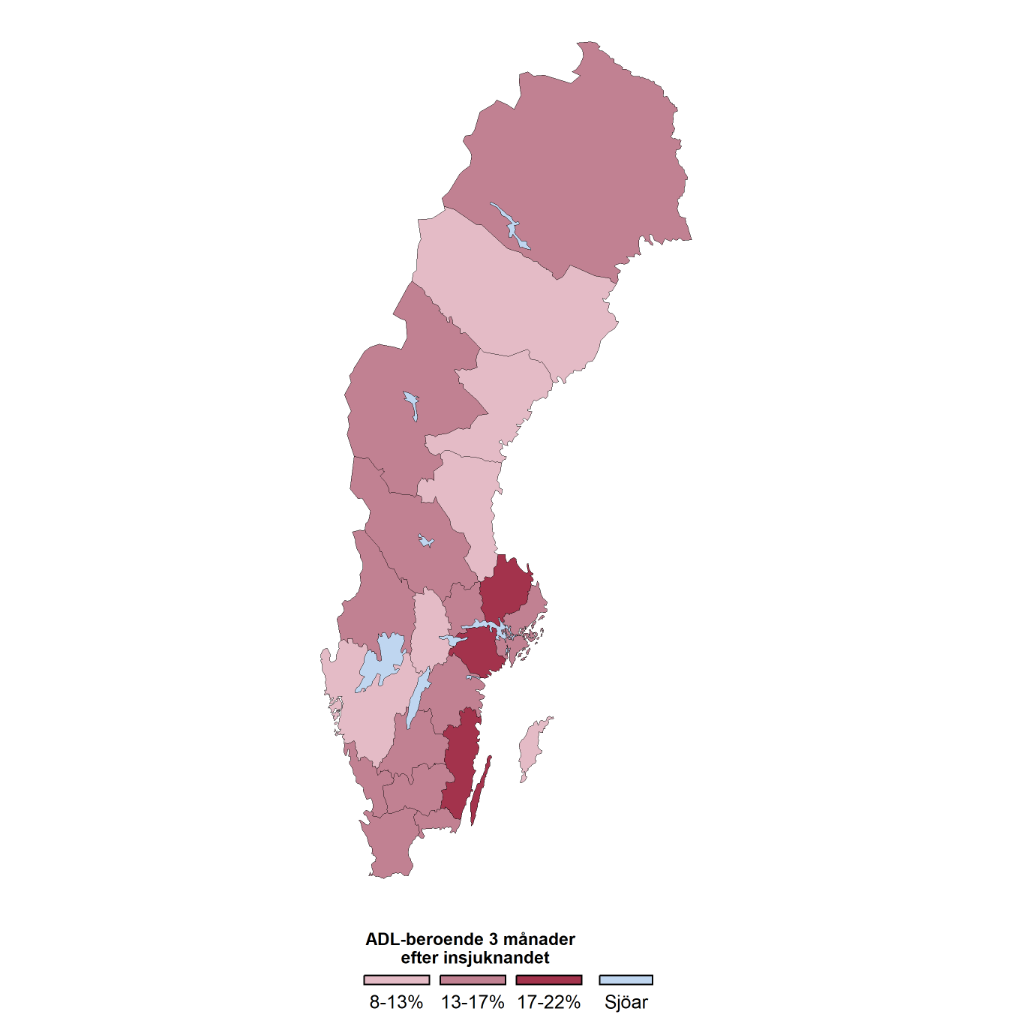 ADL-beroende 3 månader
efter insjuknandet
8-13% 13-17% 17-22% Sjöar